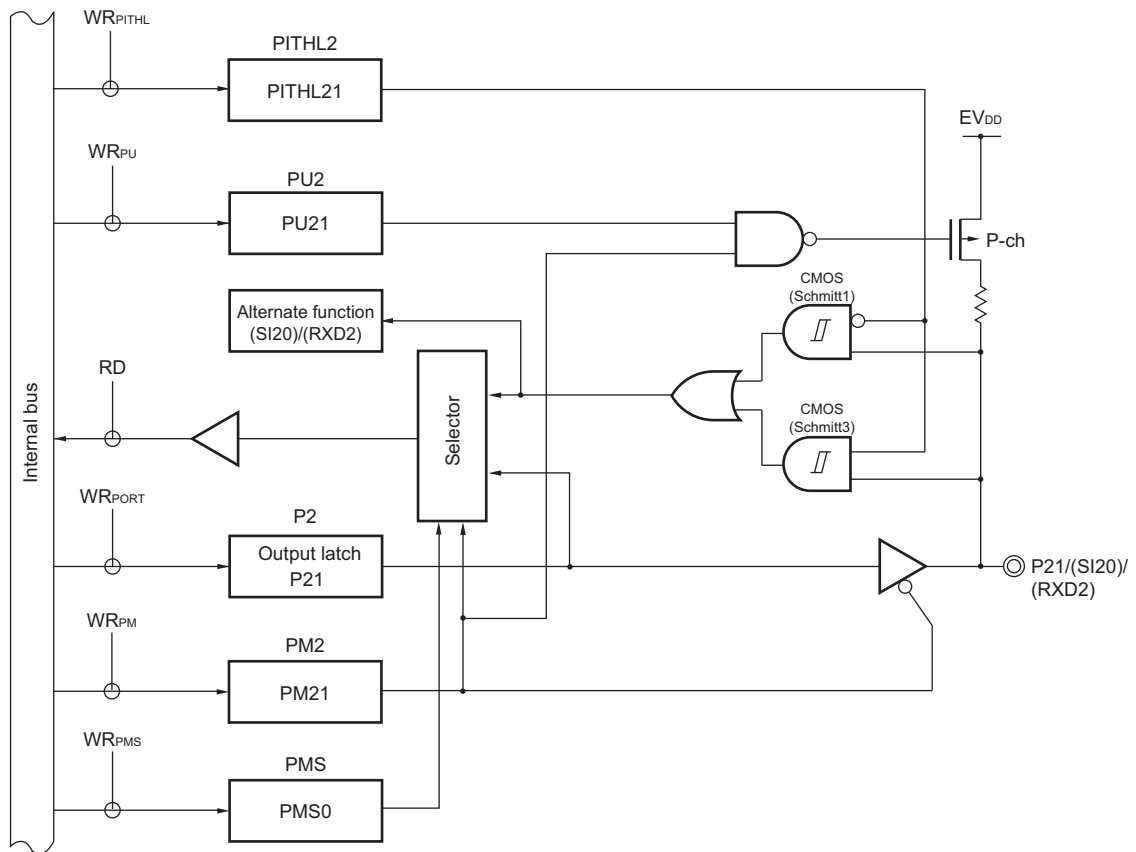 WRPITHL
PITHL2
PITHL21
EVDD
WRPU
PU2
PU21
P-ch
CMOS
(Schmitt1)
Alternate function
(SI20)/(RXD2)
RD
Selector
CMOS
(Schmitt3)
Internal bus
WRPORT
P2
Output latch
P21
P21/(SI20)/
(RXD2)
WRPM
PM2
PM21
WRPMS
PMS
PMS0